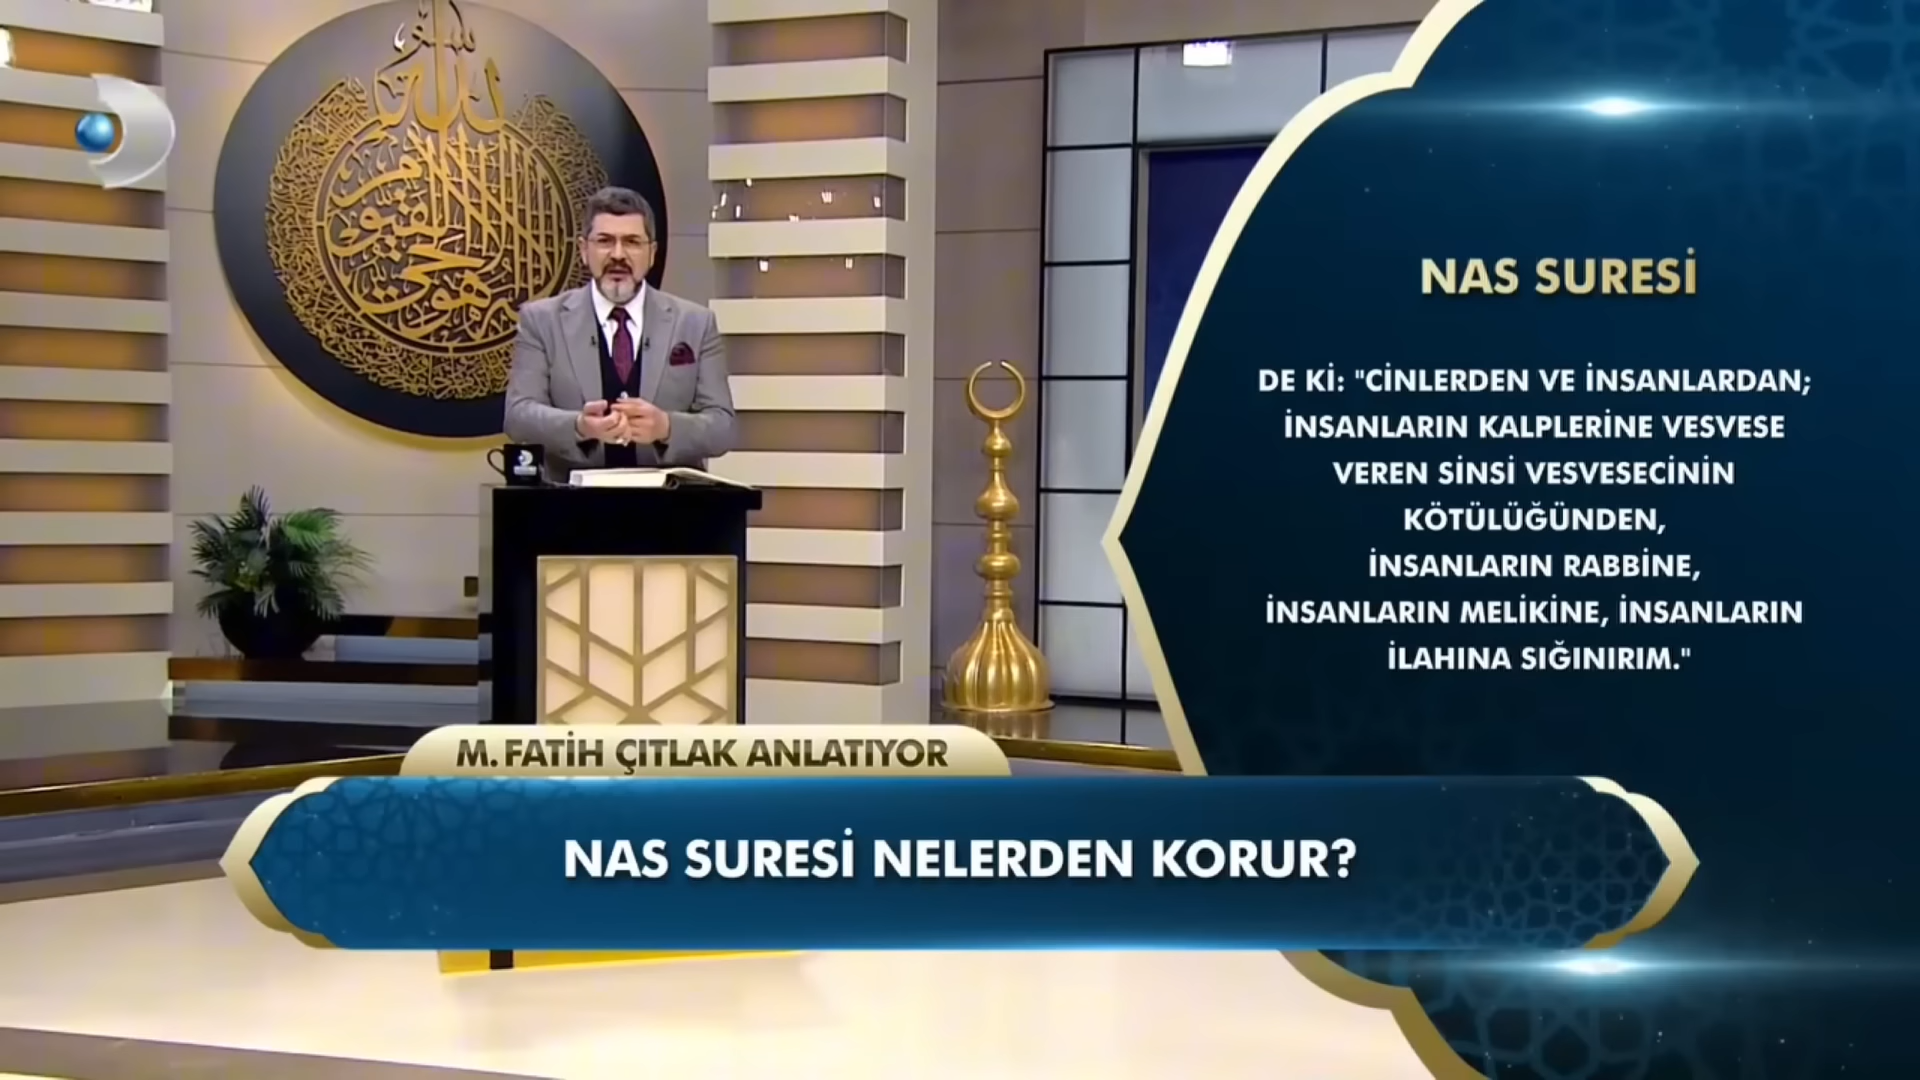 NAS SURESİ
DE Kİ: "CİNLERDEN VE İNSANLARDAN;
İNSANLARIN KALPLERİNE VESVESE
VEREN SİNSİ VESVESECİNİN
KÖTÜLÜĞÜNDEN,
İNSANLARIN RABBİNE,
İNSANLARIN MELİKİNE, İNSANLARIN
İLAHINA SIĞINIRIM."
M. FATİH ÇITLAK ANLATIYOR
NAS SURESİ NELERDEN KORUR?